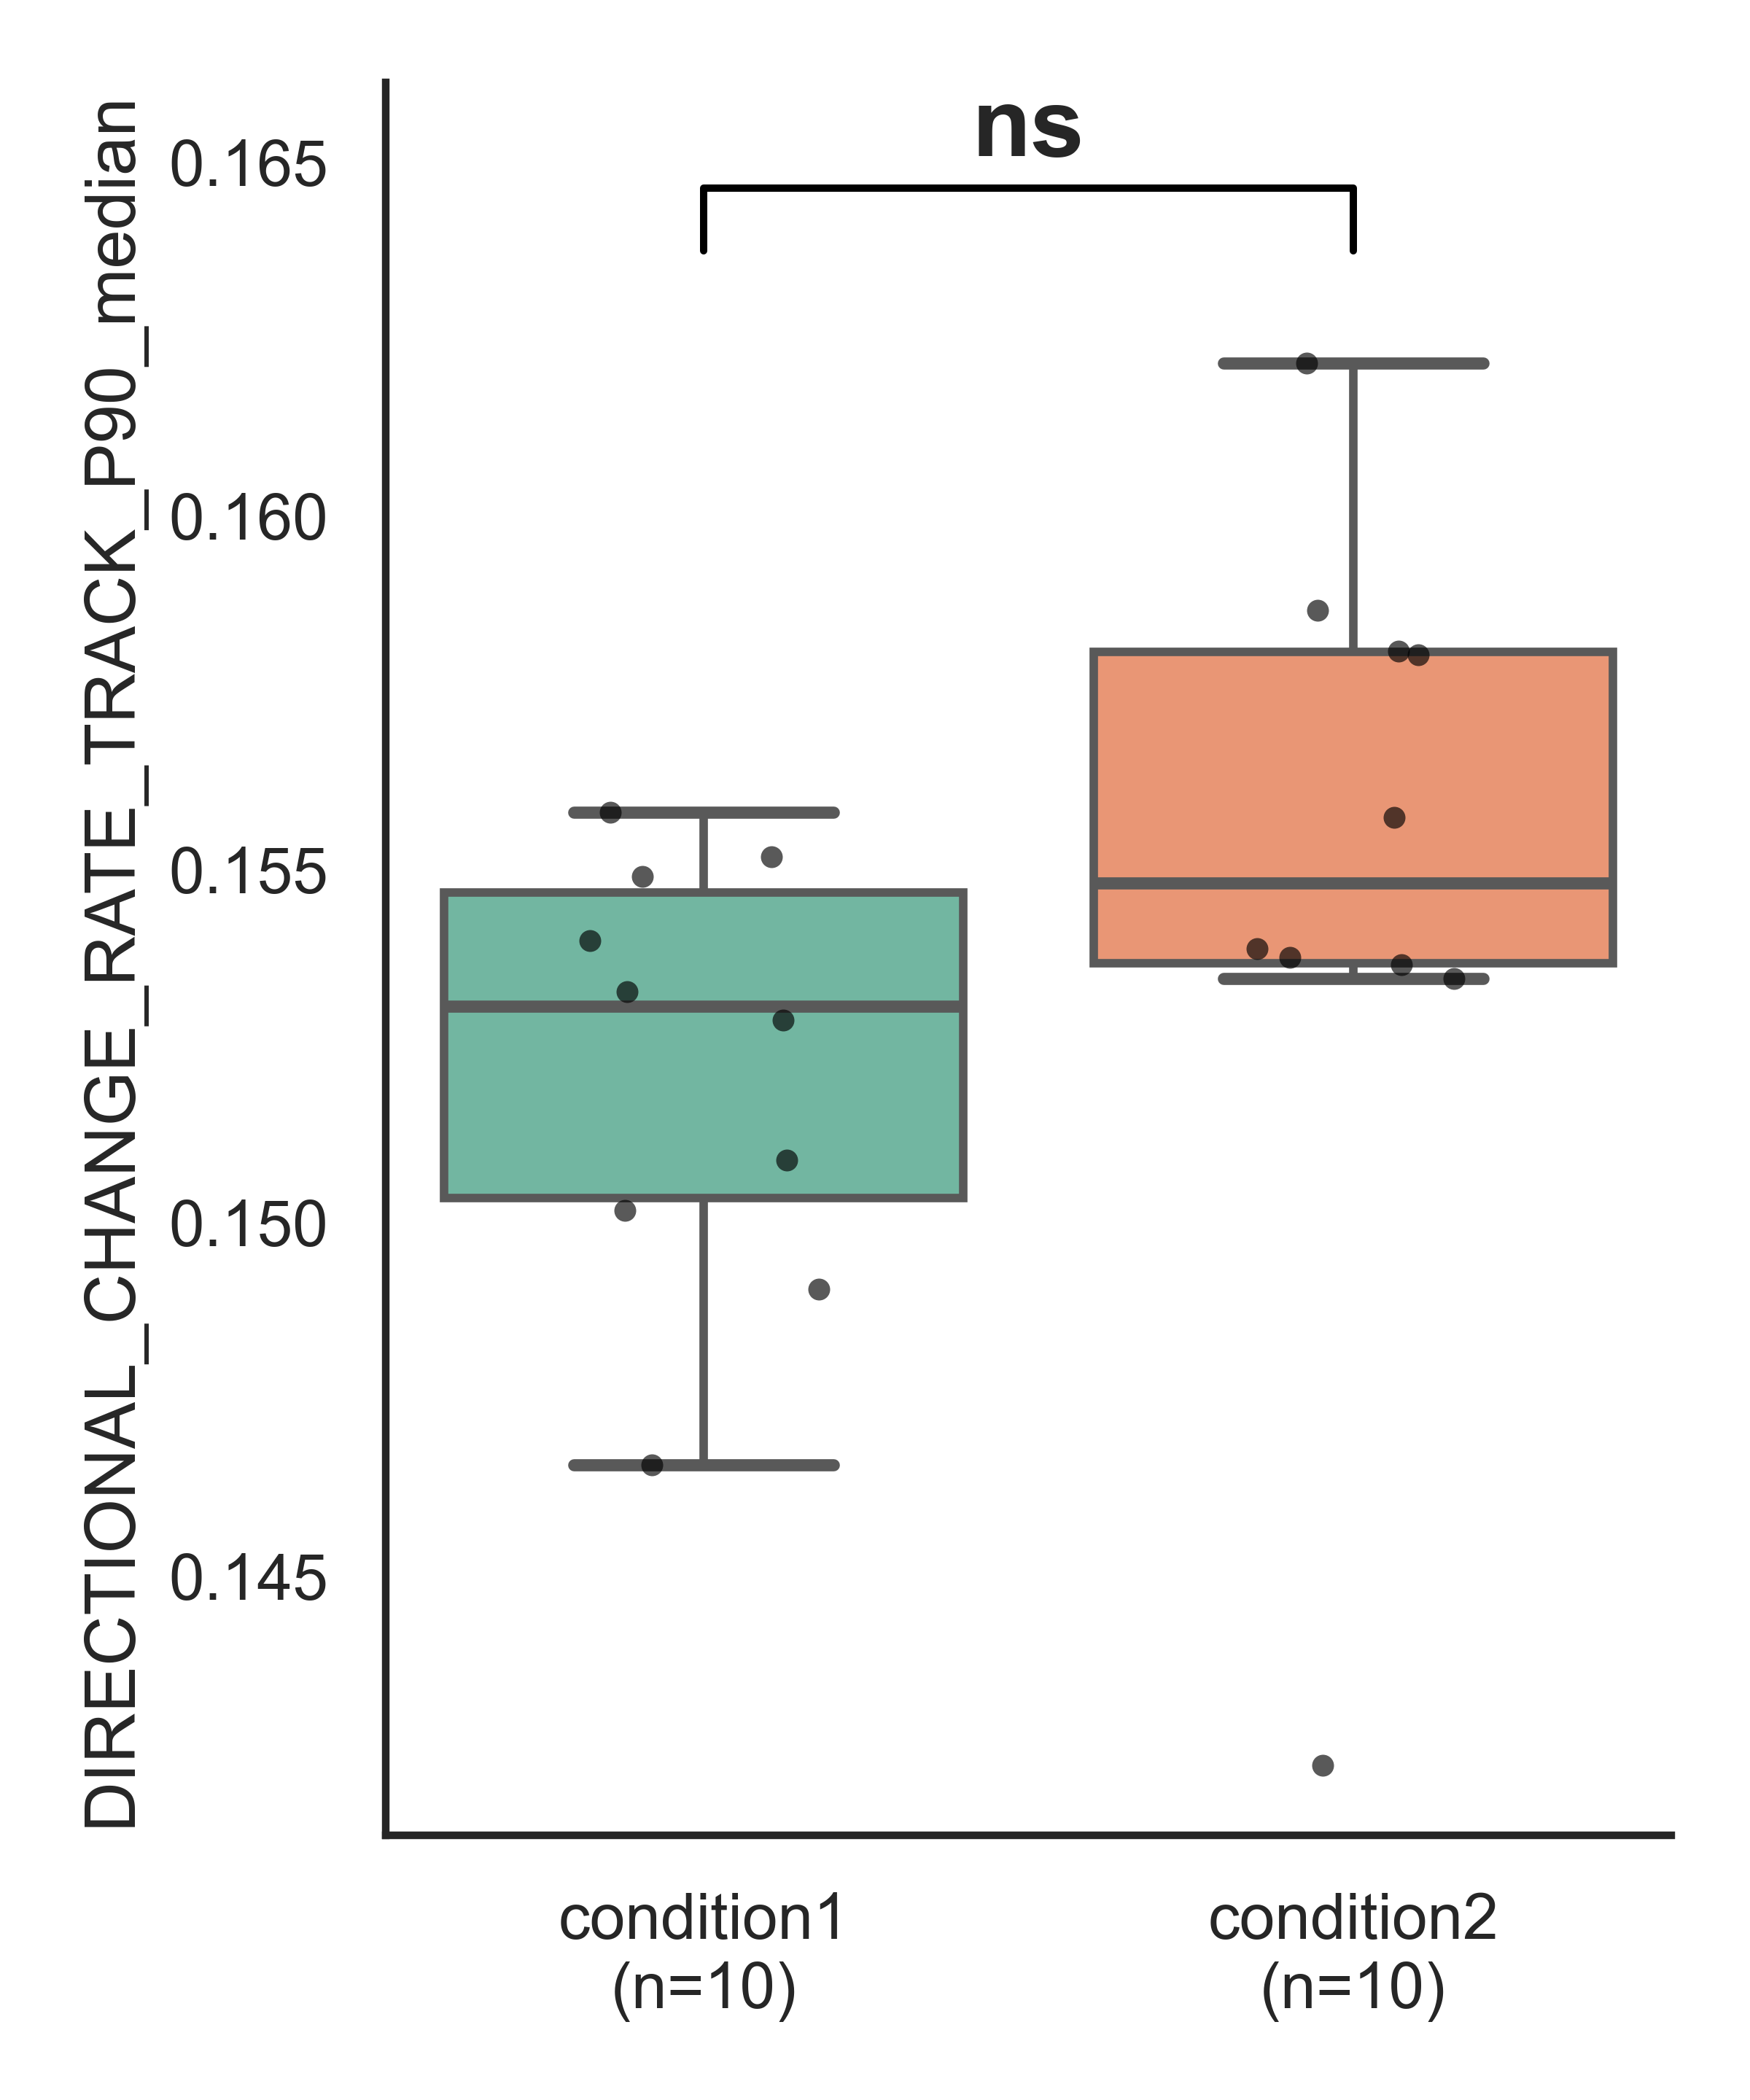 DIRECTIONAL_CHANGE_RATE_TRACK_P90_median
0.165
0.160
0.155
0.150
0.145
ns
condition1
(n=10)
condition2
(n=10)